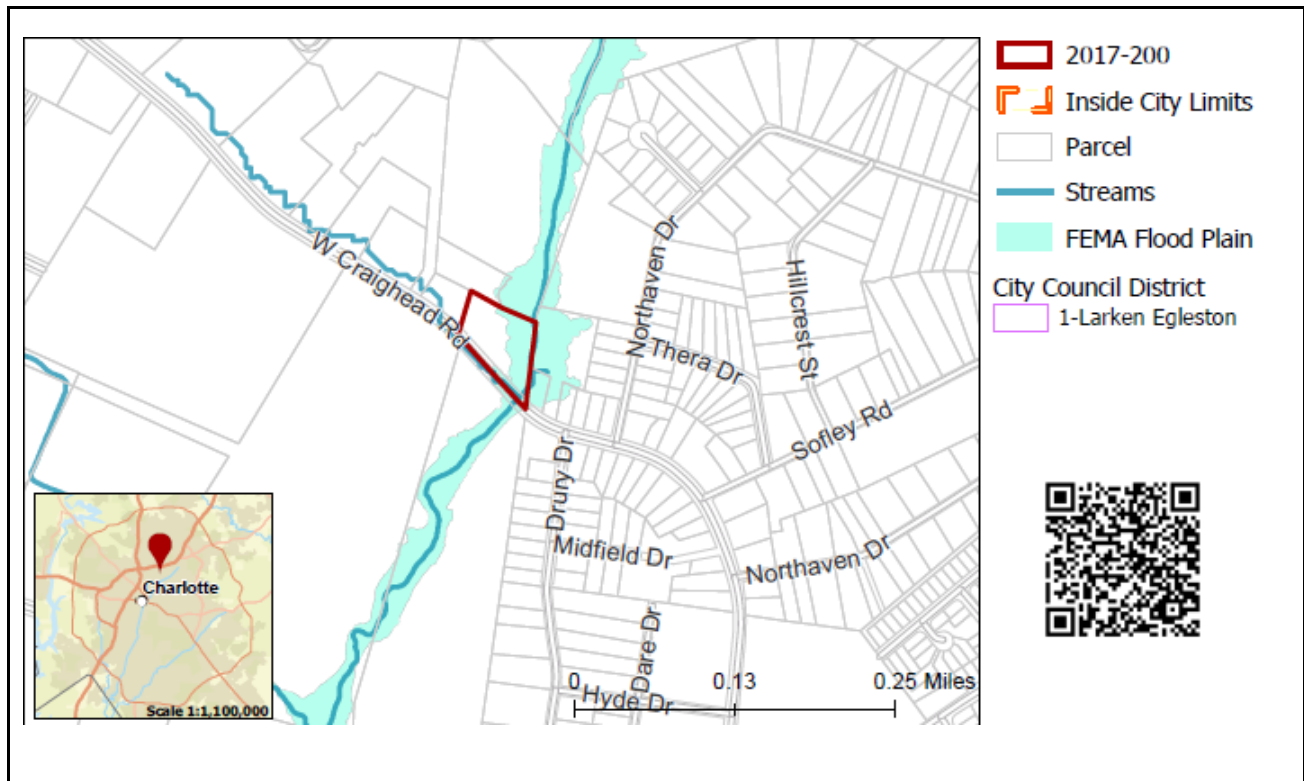 2017-200
Inside City Limits
Parcel
Streams
FEMA Flood Plain
City Council District
1-Larken Egleston
W Craighead Rd
Northaven Dr
Hillcrest St
Thera Dr
Sofley Rd
Drury Dr
Midfield Dr
Northaven Dr
Dare Dr
Hyde Dr
0 0.13 0.25 Miles
Charlotte
Scale 1:1,100,000